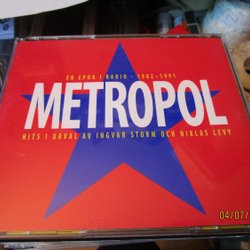 EN EPOK I RADIO - 1982-1991
METROPOL
HITS I URVAL AV INGVAR STORM OCH NIKLAS LEVY
04/07/